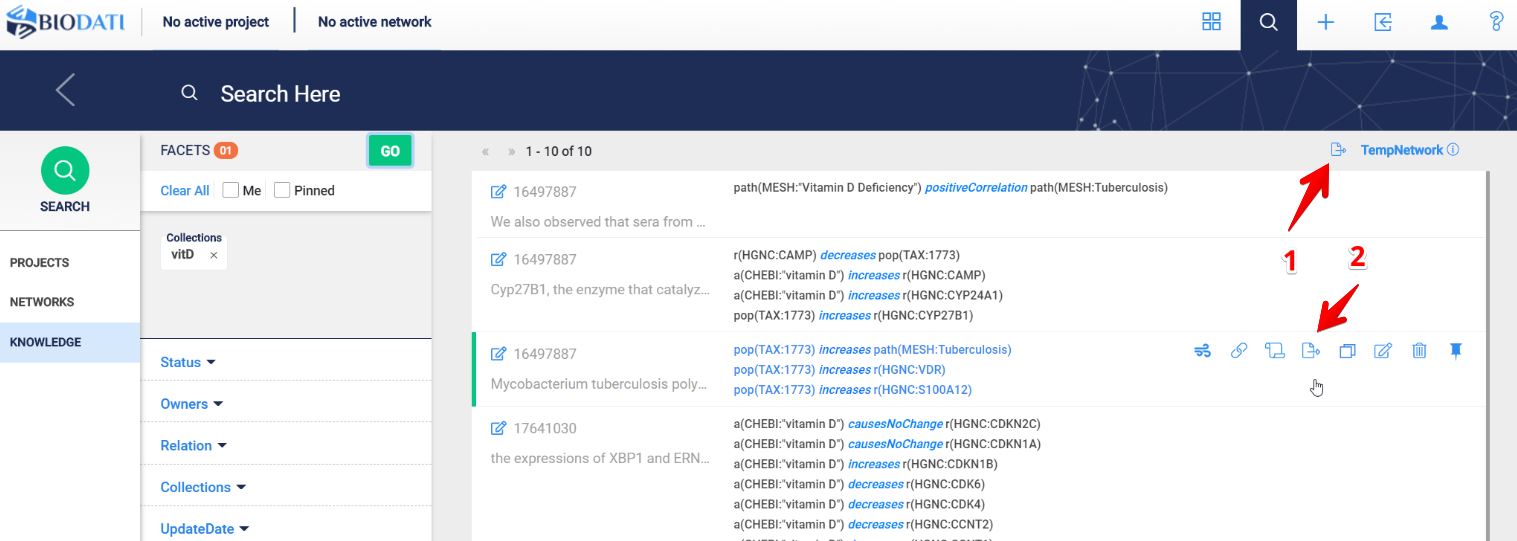 BIODATI
No active project
No active network
Search Here
SEARCH
PROJECTS
NETWORKS
KNOWLEDGE
FACETS 01
GO
Clear All
Me
Pinned
Collections
vitD ×
Status
Owners
Relation
Collections
UpdateDate
« » 1 - 10 of 10
TempNetwork
1
2
16497887
We also observed that sera from ...
path(MESH:"Vitamin D Deficiency") positiveCorrelation path(MESH:Tuberculosis)
16497887
Cyp27B1, the enzyme that catalyz...
r(HGNC:CAMP) decreases pop(TAX:1773)
a(CHEBI:"vitamin D") increases r(HGNC:CAMP)
a(CHEBI:"vitamin D") increases r(HGNC:CYP24A1)
pop(TAX:1773) increases r(HGNC:CYP27B1)
16497887
Mycobacterium tuberculosis poly...
pop(TAX:1773) increases path(MESH:Tuberculosis)
pop(TAX:1773) increases r(HGNC:VDR)
pop(TAX:1773) increases r(HGNC:S100A12)
17641030
the expressions of XBP1 and ERN...
a(CHEBI:"vitamin D") causesNoChange r(HGNC:CDKN2C)
a(CHEBI:"vitamin D") causesNoChange r(HGNC:CDKN1A)
a(CHEBI:"vitamin D") increases r(HGNC:CDKN1B)
a(CHEBI:"vitamin D") decreases r(HGNC:CDK6)
a(CHEBI:"vitamin D") decreases r(HGNC:CDK4)
a(CHEBI:"vitamin D") decreases r(HGNC:CCNT2)